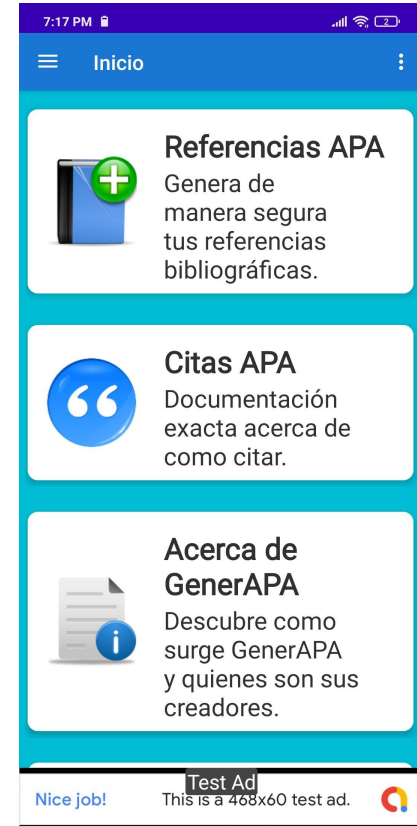 7:17 PM
2
Inicio
Referencias APA
Genera de
manera segura
tus referencias
bibliográficas.
Citas APA
Documentación
exacta acerca de
como citar.
Acerca de
GenerAPA
Descubre como
surge GenerAPA
y quienes son sus
creadores.
Test Ad
Nice job!
This is a 468x60 test ad.